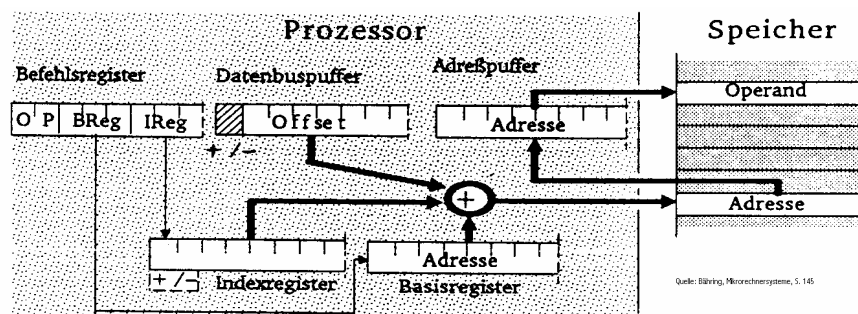 Prozessor
Speicher
Befehlsregister
Datenbuspuffer
Adreßpuffer
O P BReg IReg
Offset
Adresse
Operand
+ /-
+
Adresse
Adresse
+ /-
Indexregister
Basisregister
Quelle: Bähring, Mikrorechnersysteme, S. 145